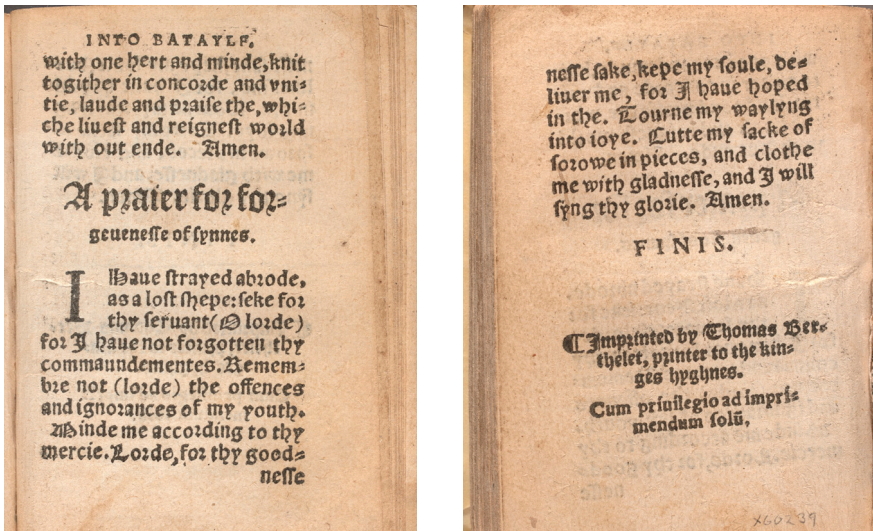 INTO BATAYLE.
with one hert and minde, knit
togither in concorde and vni-
tie, laude and praise the, whi-
che liuest and reignest world
with out ende. Amen.
A praier for for-
geuenesse of synnes.
I Haue strayed abrode,
as a lost shepe: seke for
thy seruant (O lorde)
for I haue not forgotten thy
commaundementes. Remem-
bre not (lorde) the offences
and ignorances of my youth.
Minde me according to thy
mercie. Lorde, for thy good-
nesse
nesse sake, kepe my soule, de-
liuer me, for I haue hoped
in the. Tourne my waylyng
into ioye. Cutte my sacke of
sorowe in pieces, and clothe
me with gladnesse, and I will
syng thy glorie. Amen.
FINIS.
¶Imprinted by Thomas Ber-
thelet, printer to the kin-
ges hyghnes.
Cum priuilegio ad impri-
mendum solū.
XG0239